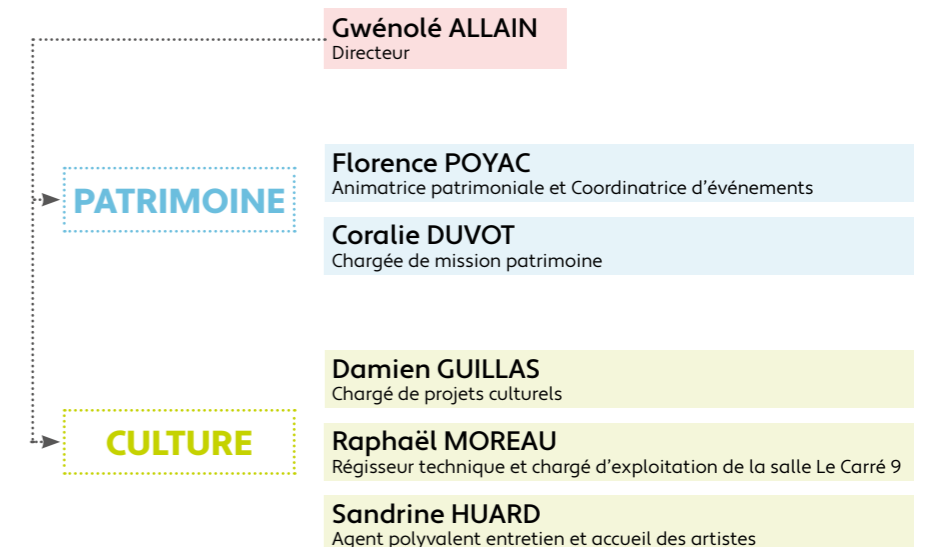 Gwénolé ALLAIN
Directeur
PATRIMOINE
Florence POYAC
Animatrice patrimoniale et Coordinatrice d'événements
Coralie DUVOT
Chargée de mission patrimoine
CULTURE
Damien GUILLAS
Chargé de projets culturels
Raphaël MOREAU
Régisseur technique et chargé d'exploitation de la salle Le Carré 9
Sandrine HUARD
Agent polyvalent entretien et accueil des artistes